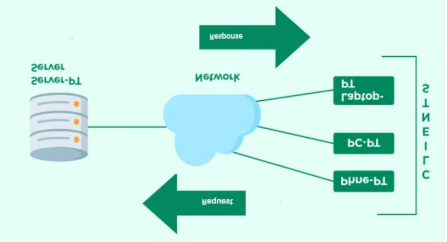 Request
Phne-PT
PC-PT
Laptop-
PT
CLIENTS
Network
Server-PT
Server
Response